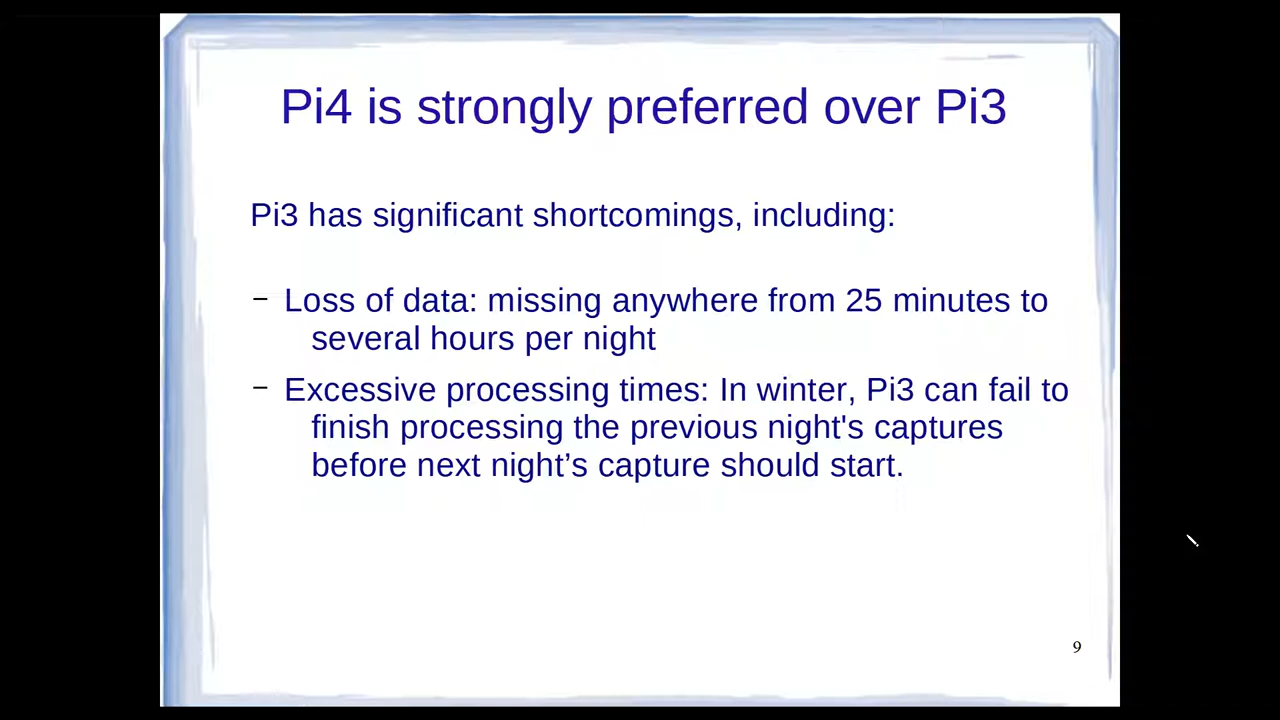 Pi4 is strongly preferred over Pi3
Pi3 has significant shortcomings, including:
– Loss of data: missing anywhere from 25 minutes to
several hours per night
– Excessive processing times: In winter, Pi3 can fail to
finish processing the previous night's captures
before next night’s capture should start.
9